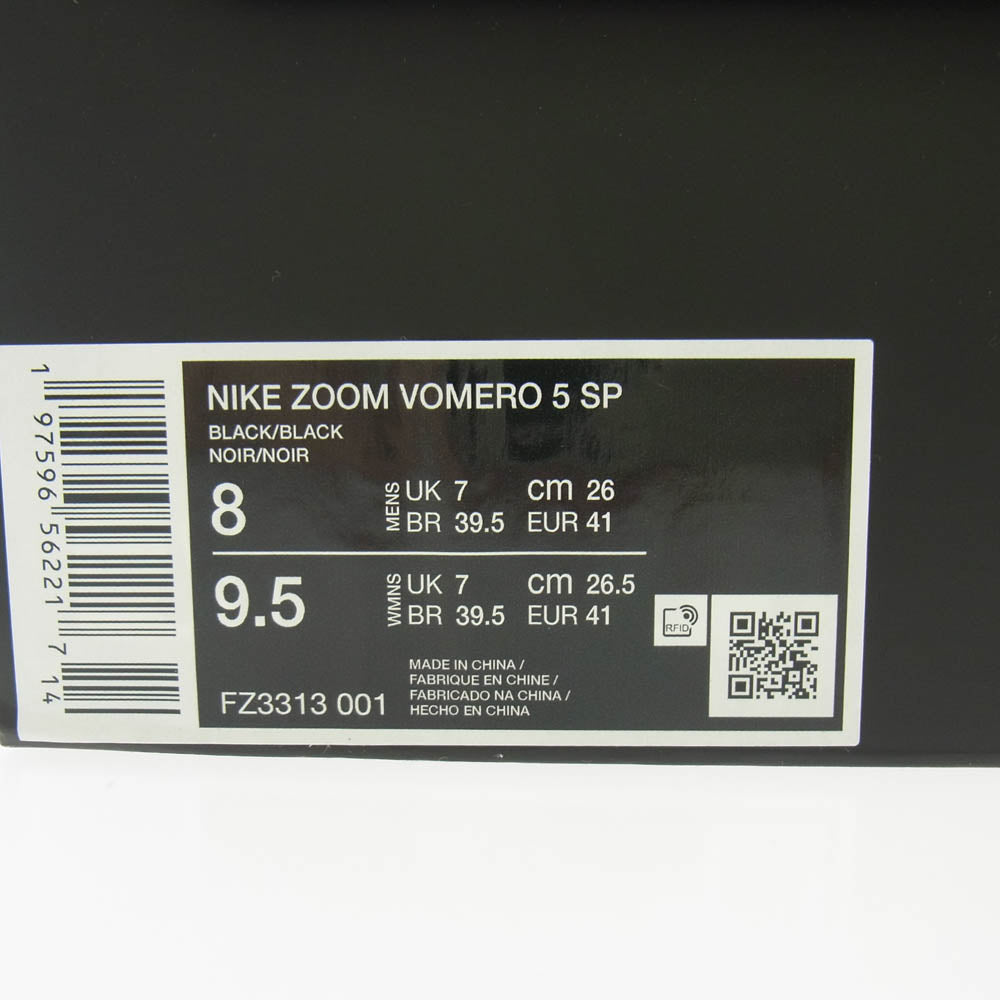 NIKE ZOOM VOMERO 5 SP
BLACK/BLACK
NOIR/NOIR
8 MENS UK 7 cm 26
BR 39.5 EUR 41
9.5 WMNS UK 7 cm 26.5
BR 39.5 EUR 41
RFID
MADE IN CHINA /
FABRIQUE EN CHINE /
FABRICADO NA CHINA /
HECHO EN CHINA
FZ3313 001
1 97596 56221 7 14